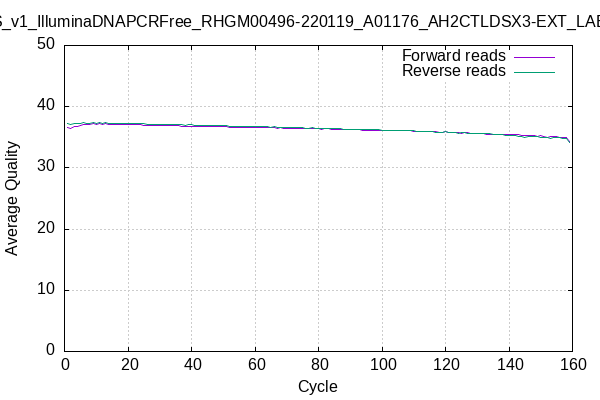 S_v1_IlluminaDNAPCRFree_RHGM00496-220119_A01176_AH2CTLDSX3-EXT_LAB
Forward reads
Reverse reads
Average Quality
50
40
30
20
10
0
0 20 40 60 80 100 120 140 160
Cycle